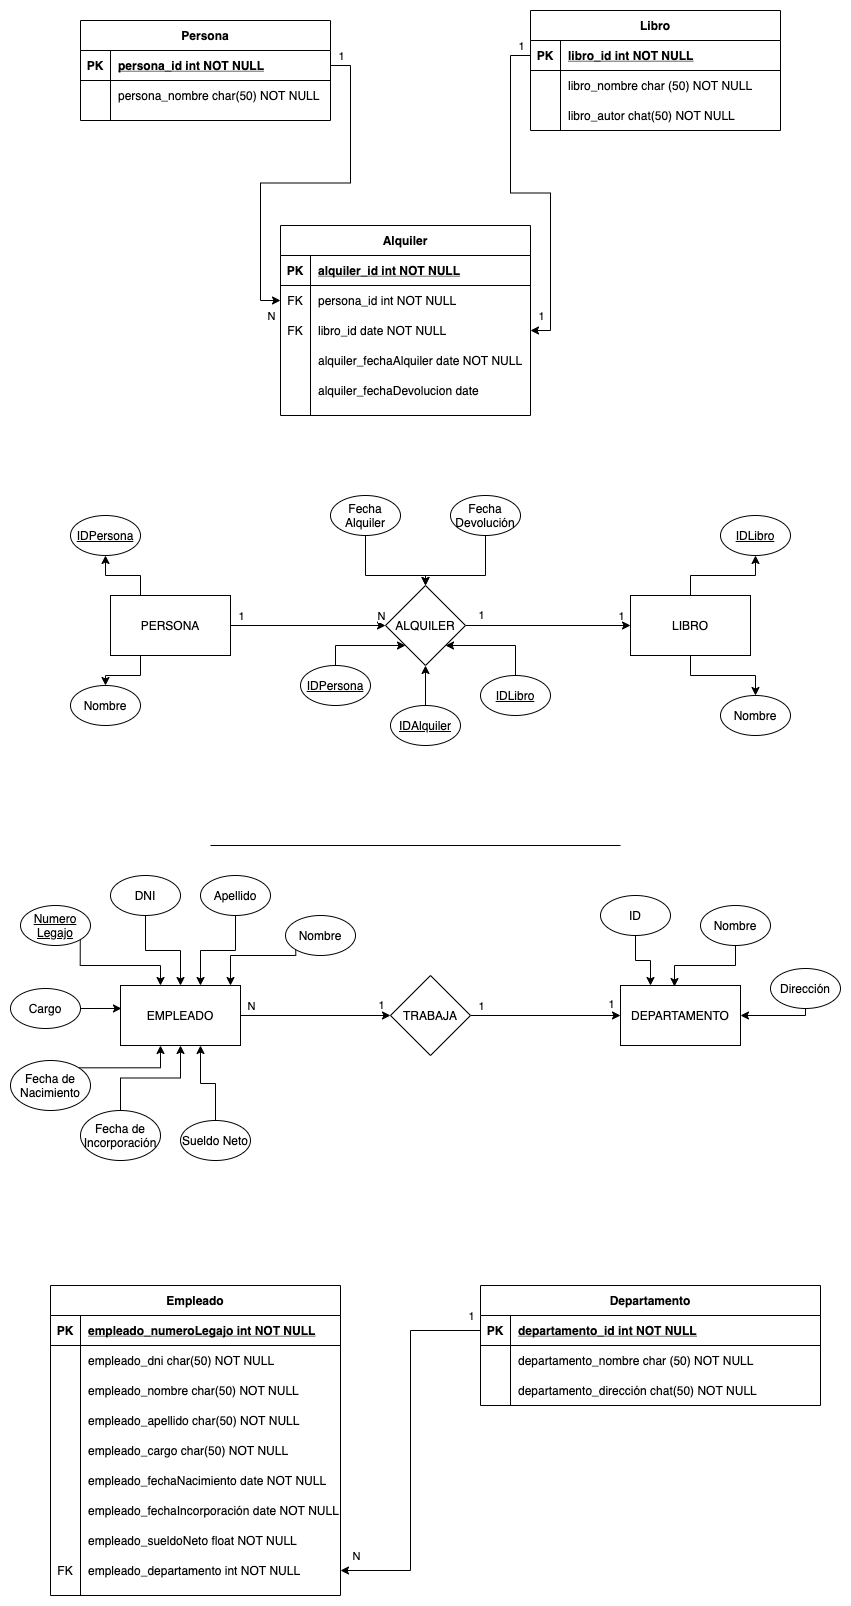 Persona
PK persona_id int NOT NULL
persona_nombre char(50) NOT NULL
1
Libro
1
PK libro_id int NOT NULL
libro_nombre char (50) NOT NULL
libro_autor chat(50) NOT NULL
Alquiler
PK alquiler_id int NOT NULL
FK persona_id int NOT NULL
N
FK libro_id date NOT NULL
1
alquiler_fechaAlquiler date NOT NULL
alquiler_fechaDevolucion date
IDPersona
Fecha
Alquiler
Fecha
Devolución
IDLibro
PERSONA
1
N
ALQUILER
1
1
LIBRO
IDPersona
IDLibro
Nombre
IDAlquiler
Nombre
DNI
Apellido
Numero
Legajo
Nombre
ID
Nombre
Cargo
Dirección
EMPLEADO
N
1
TRABAJA
1
1
DEPARTAMENTO
Fecha de
Nacimiento
Fecha de
Incorporación
Sueldo Neto
Empleado
PK empleado_numeroLegajo int NOT NULL
empleado_dni char(50) NOT NULL
empleado_nombre char(50) NOT NULL
empleado_apellido char(50) NOT NULL
empleado_cargo char(50) NOT NULL
empleado_fechaNacimiento date NOT NULL
empleado_fechaIncorporación date NOT NULL
empleado_sueldoNeto float NOT NULL
FK empleado_departamento int NOT NULL
N
Departamento
1
PK departamento_id int NOT NULL
departamento_nombre char (50) NOT NULL
departamento_dirección chat(50) NOT NULL